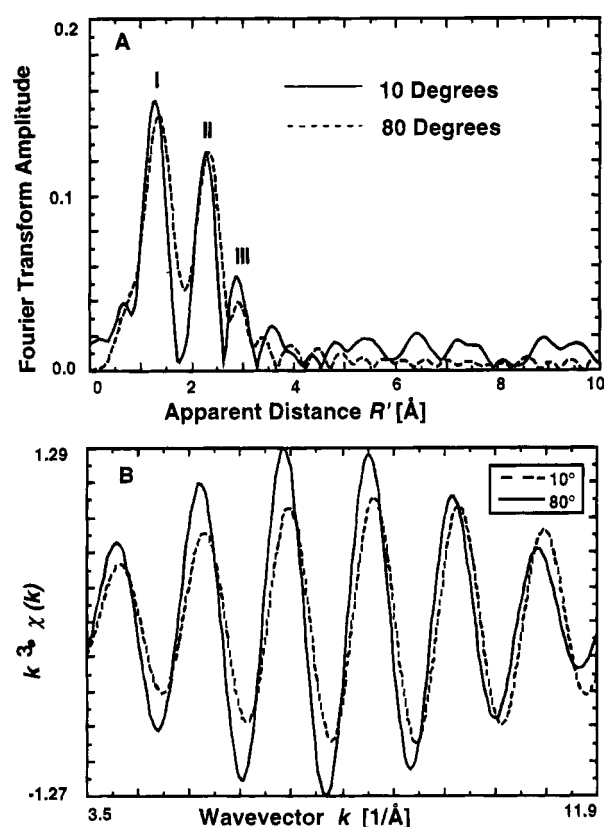 0.2
A
I
10 Degrees
II
80 Degrees
0.1
III
0.0
0 2 4 6 8 10
Fourier Transform Amplitude
Apparent Distance R' [Å]
1.29
B
10°
80°
k³• χ(k)
-1.27
3.5 Wavevector k [1/Å] 11.9